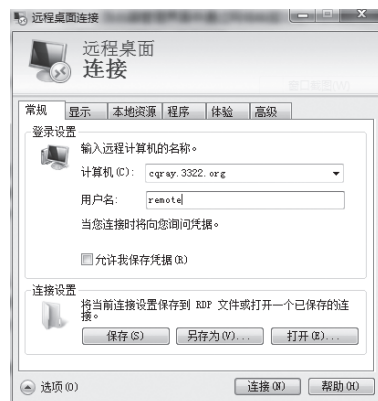 远程桌面连接
远程桌面
连接
常规 显示 本地资源 程序 体验 高级
登录设置
输入远程计算机的名称。
计算机(C): cqray.3322.org
用户名: remote
当您连接时将向您询问凭据。
允许我保存凭据(R)
连接设置
将当前连接设置保存到 RDP 文件或打开一个已保存的连
接。
保存(S) 另存为(V)... 打开(E)...
选项(O) 连接(N) 帮助(H)